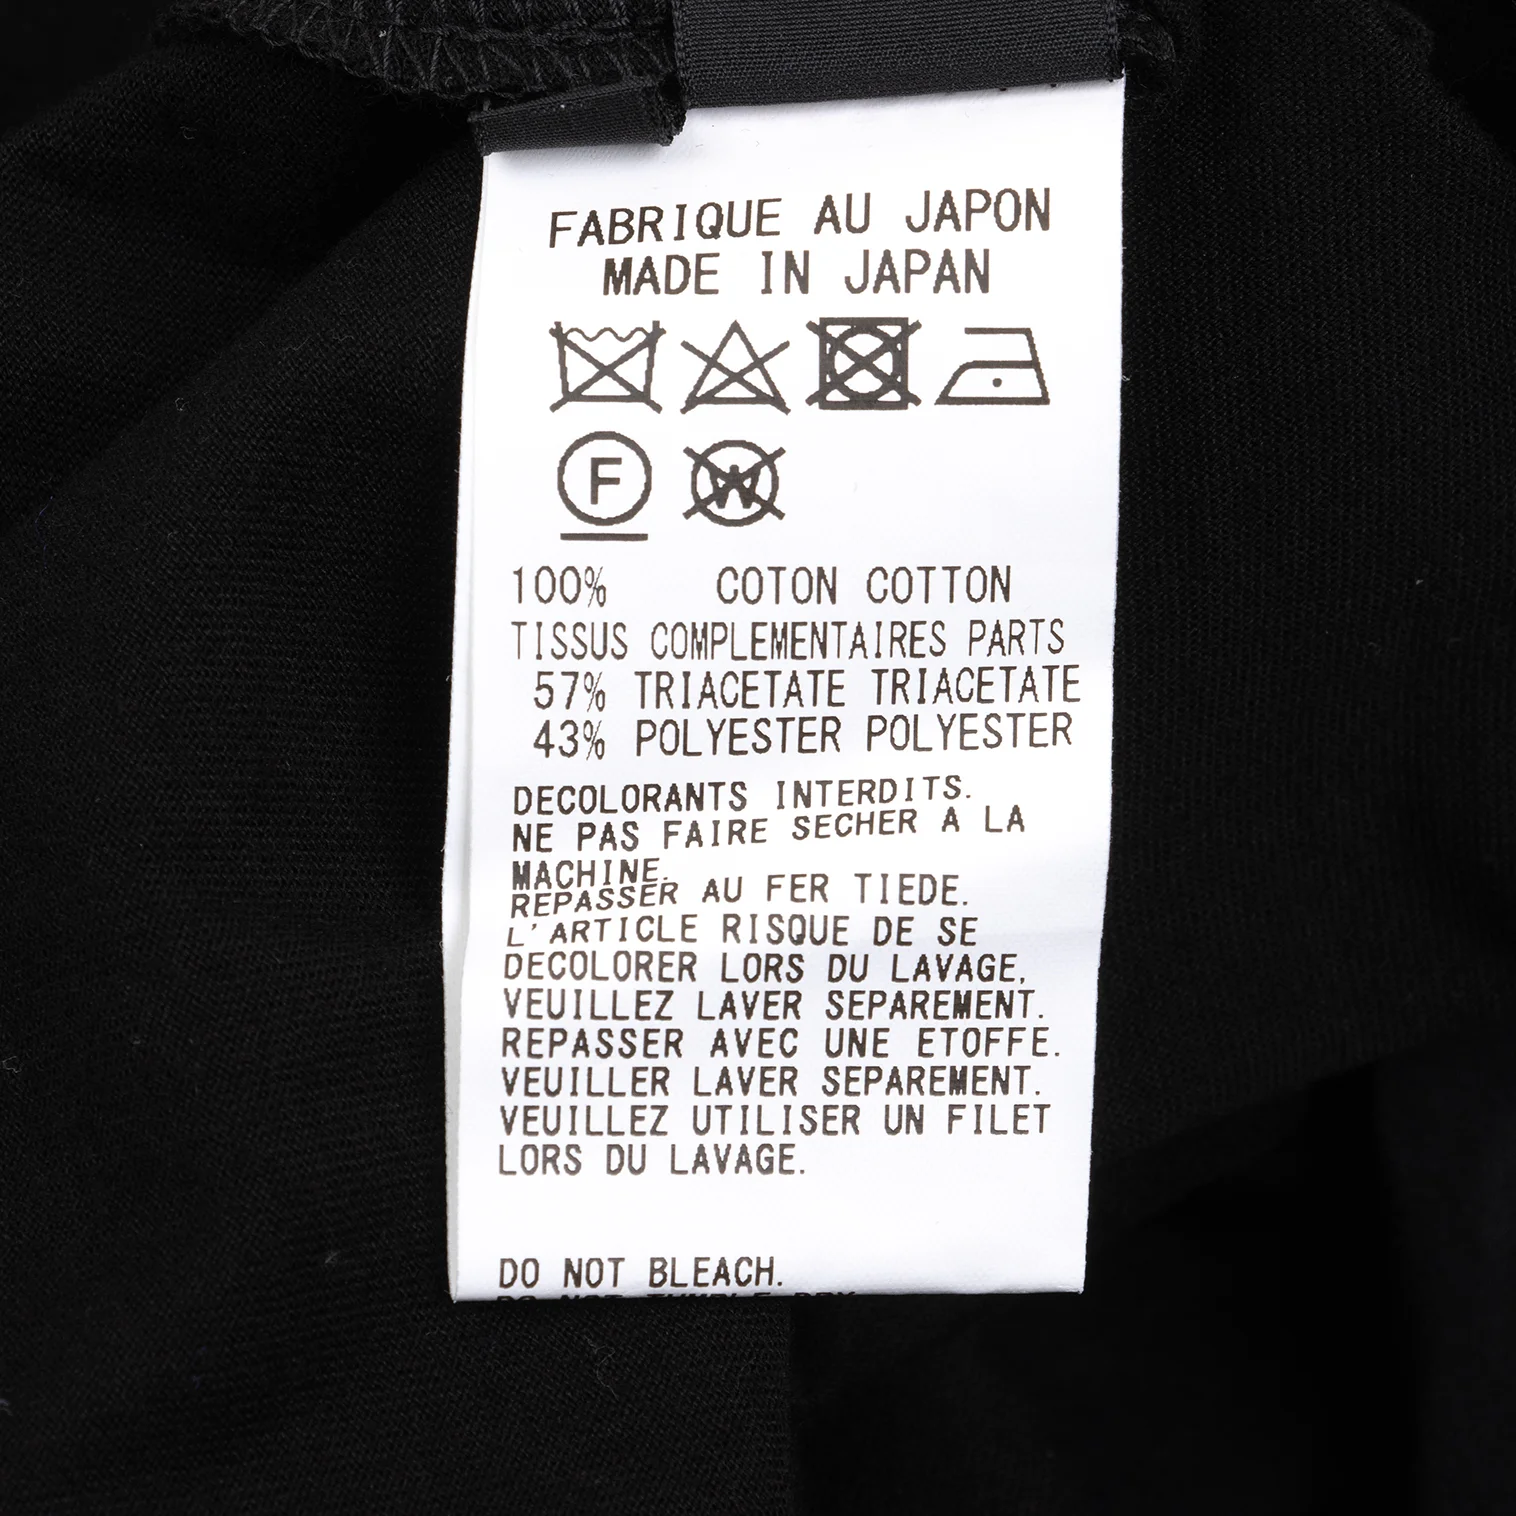 FABRIQUE AU JAPON
MADE IN JAPAN
F W
100% COTON COTTON
TISSUS COMPLEMENTAIRES PARTS
57% TRIACETATE TRIACETATE
43% POLYESTER POLYESTER
DECOLORANTS INTERDITS.
NE PAS FAIRE SECHER A LA
MACHINE.
REPASSER AU FER TIEDE.
L'ARTICLE RISQUE DE SE
DECOLORER LORS DU LAVAGE,
VEUILLEZ LAVER SEPAREMENT.
REPASSER AVEC UNE ETOFFE.
VEUILLER LAVER SEPAREMENT.
VEUILLEZ UTILISER UN FILET
LORS DU LAVAGE.
DO NOT BLEACH.